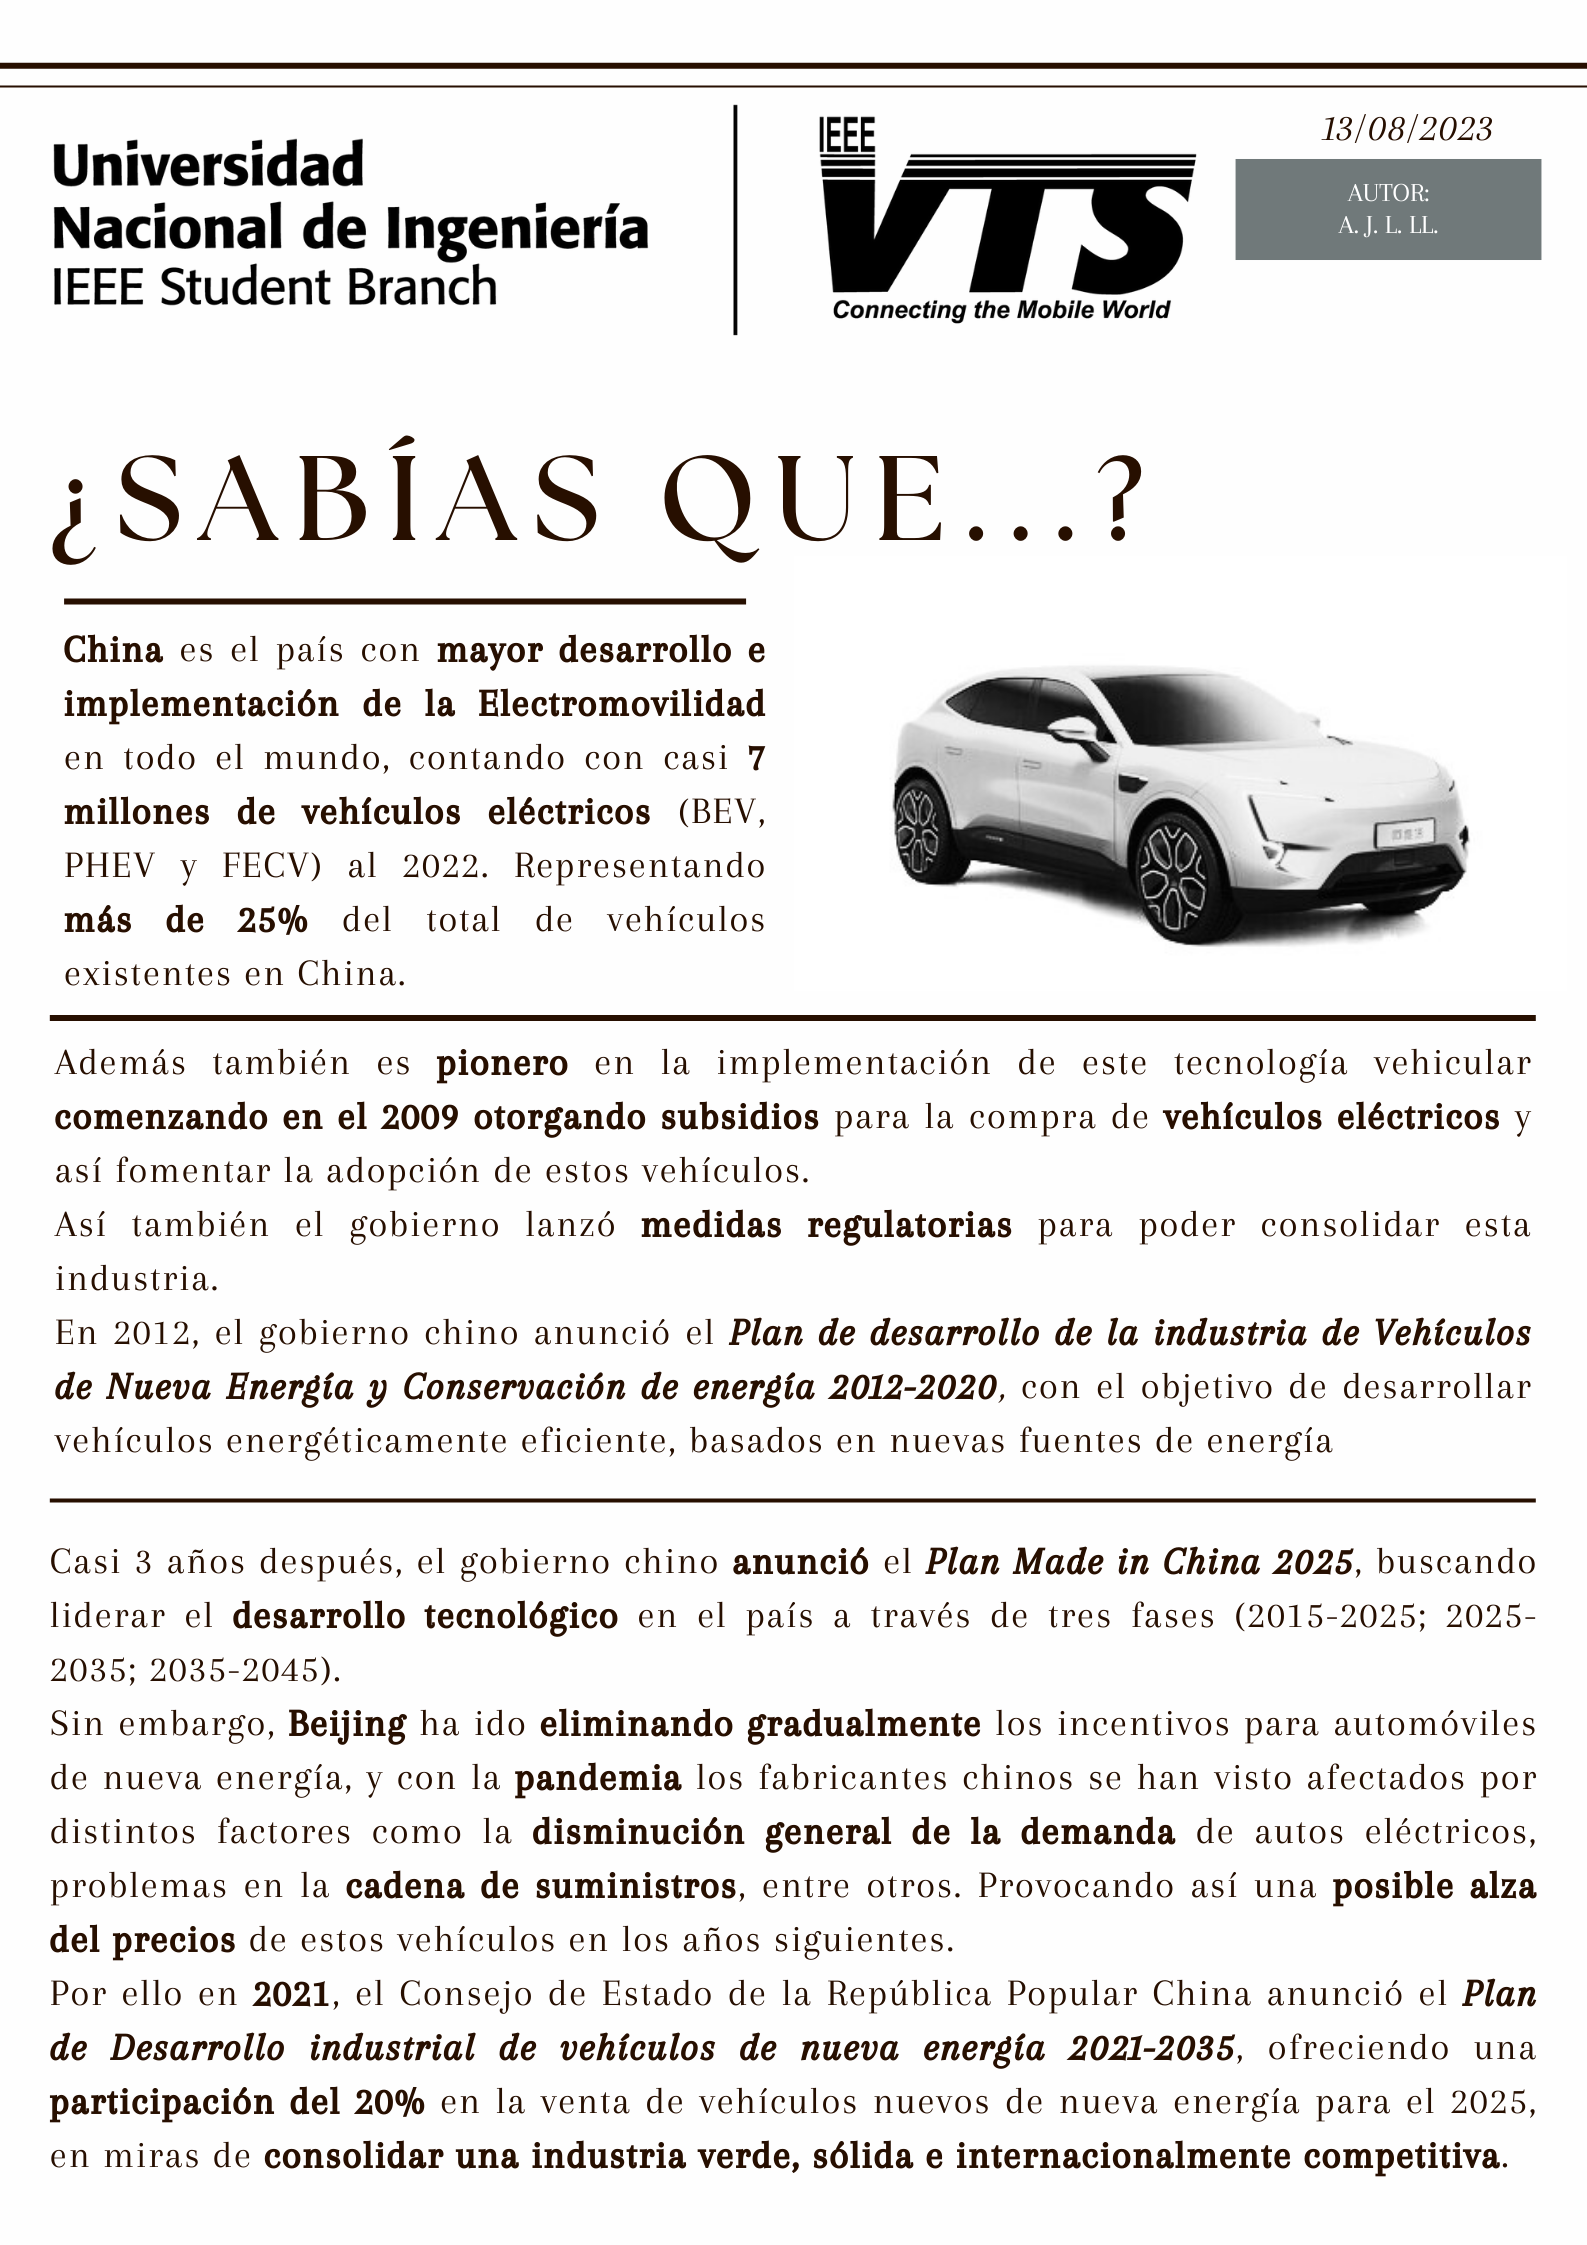 Universidad
Nacional de Ingeniería
IEEE Student Branch
IEEE
VTS
Connecting the Mobile World
13/08/2023
AUTOR:
A. J. L. LL.
¿SABÍAS QUE...?
China es el país con mayor desarrollo e
implementación de la Electromovilidad
en todo el mundo, contando con casi 7
millones de vehículos eléctricos (BEV,
PHEV y FECV) al 2022. Representando
más de 25% del total de vehículos
existentes en China.
Además también es pionero en la implementación de este tecnología vehicular
comenzando en el 2009 otorgando subsidios para la compra de vehículos eléctricos y
así fomentar la adopción de estos vehículos.
Así también el gobierno lanzó medidas regulatorias para poder consolidar esta
industria.
En 2012, el gobierno chino anunció el Plan de desarrollo de la industria de Vehículos
de Nueva Energía y Conservación de energía 2012-2020, con el objetivo de desarrollar
vehículos energéticamente eficiente, basados en nuevas fuentes de energía
Casi 3 años después, el gobierno chino anunció el Plan Made in China 2025, buscando
liderar el desarrollo tecnológico en el país a través de tres fases (2015-2025; 2025-
2035; 2035-2045).
Sin embargo, Beijing ha ido eliminando gradualmente los incentivos para automóviles
de nueva energía, y con la pandemia los fabricantes chinos se han visto afectados por
distintos factores como la disminución general de la demanda de autos eléctricos,
problemas en la cadena de suministros, entre otros. Provocando así una posible alza
del precios de estos vehículos en los años siguientes.
Por ello en 2021, el Consejo de Estado de la República Popular China anunció el Plan
de Desarrollo industrial de vehículos de nueva energía 2021-2035, ofreciendo una
participación del 20% en la venta de vehículos nuevos de nueva energía para el 2025,
en miras de consolidar una industria verde, sólida e internacionalmente competitiva.